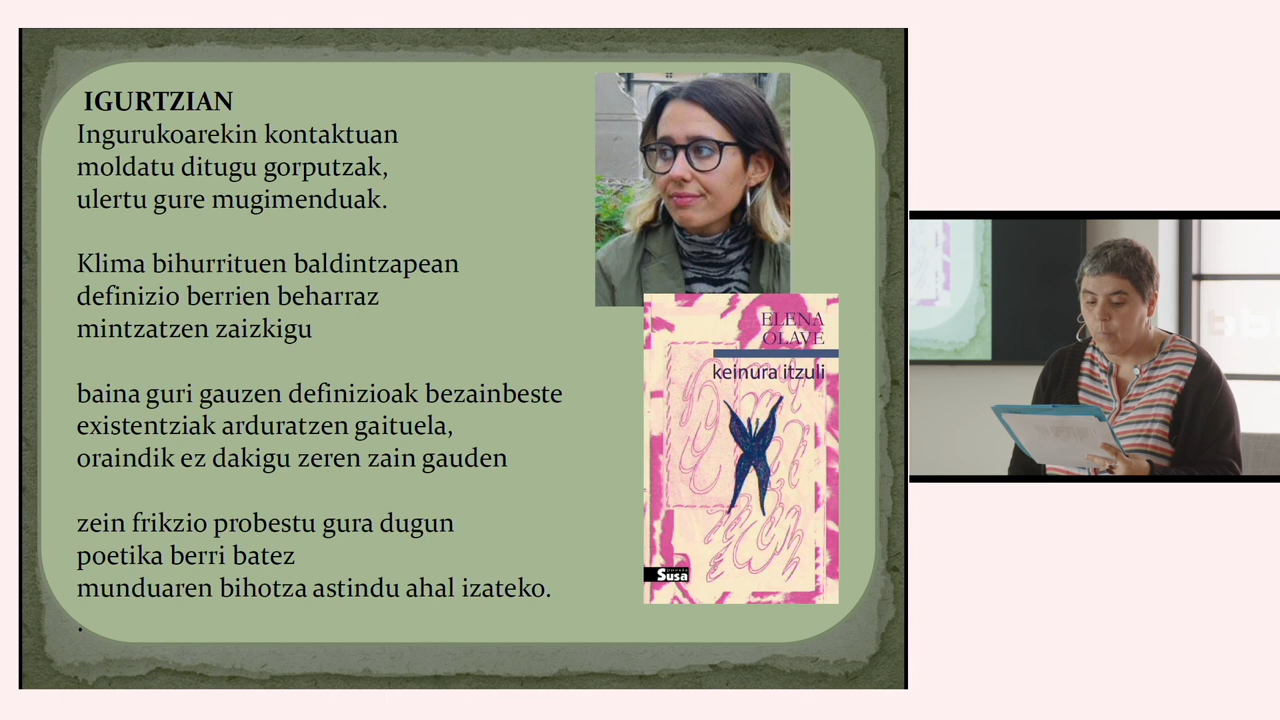 IGURTZIAN
Ingurukoarekin kontaktuan
moldatu ditugu gorputzak,
ulertu gure mugimenduak.
Klima bihurrituen baldintzapean
definizio berrien beharraz
mintzatzen zaizkigu
baina guri gauzen definizioak bezainbeste
existentziak arduratzen gaituela,
oraindik ez dakigu zeren zain gauden
zein frikzio probestu gura dugun
poetika berri batez
munduaren bihotza astindu ahal izateko.
.
ELENA
OLAVE
keinura itzuli
poesia
Susa